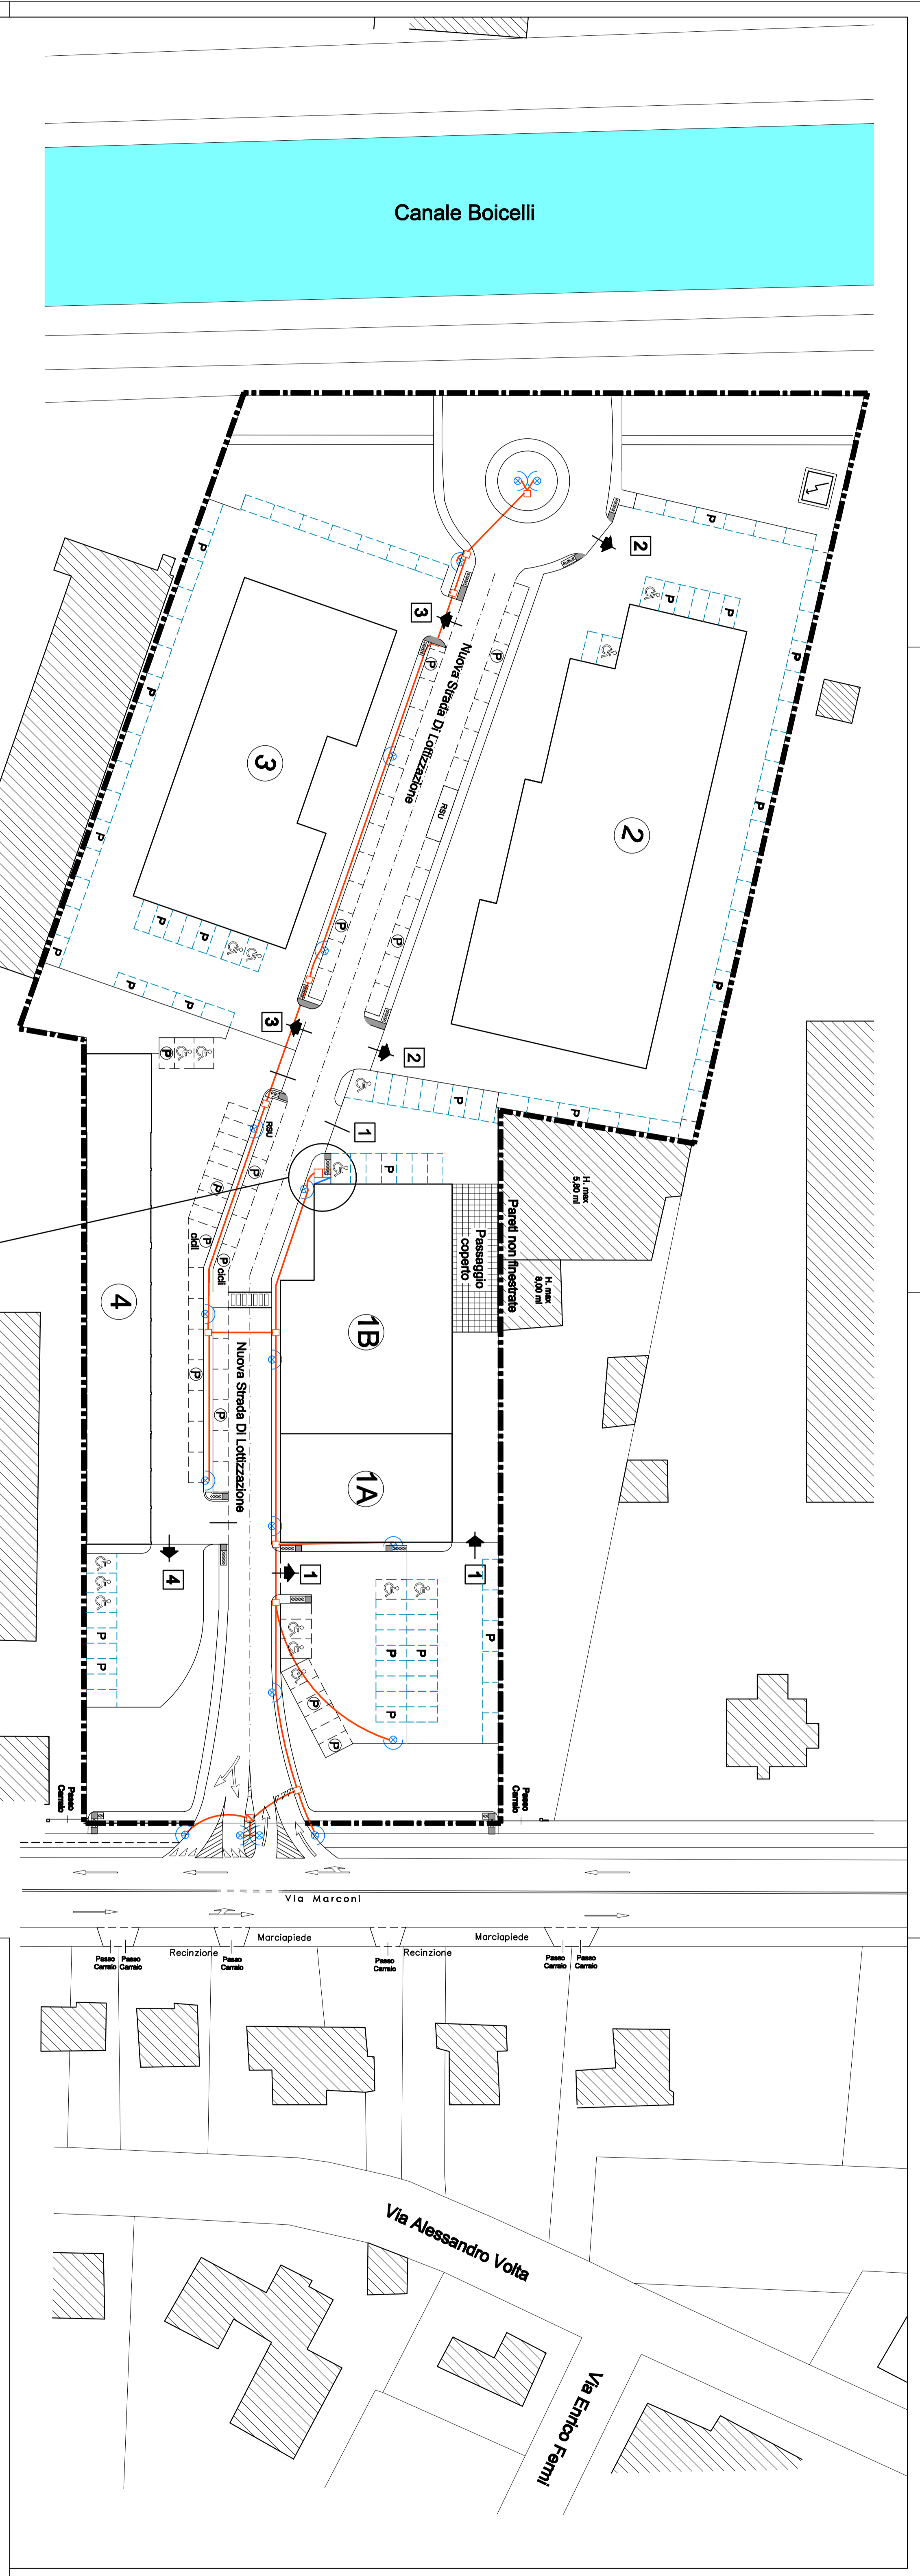 Canale Boicelli
2
P
3
P
P
P
P
P
P
P
P
P
Nuova Strada Di Lottizzazione
P
3
P
RSU
P
2
P
P
P
P
P
P
P
P
P
P
3
2
P
P
P
RSU
P
1
P
P
cicli
P
cicli
P
Passaggio
coperto
Pareti non finestrate
H. max
5,80 ml
H. max
8,00 ml
4
1B
Nuova Strada Di Lottizzazione
P
P
1A
4
1
1
P
P
P
P
P
P
P
P
Passo
Carraio
Passo
Carraio
Via Marconi
Marciapiede
Marciapiede
Recinzione
Recinzione
Passo
Carraio
Passo
Carraio
Passo
Carraio
Passo
Carraio
Passo
Carraio
Passo
Carraio
Via Alessandro Volta
Via Enrico Fermi